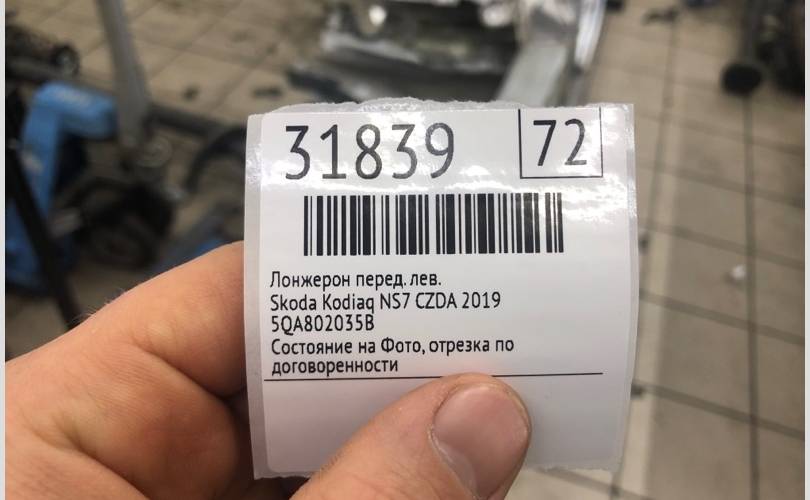 31839
72
Лонжерон перед. лев.
Skoda Kodiaq NS7 CZDA 2019
5QA802035B
Состояние на Фото, отрезка по
договоренности